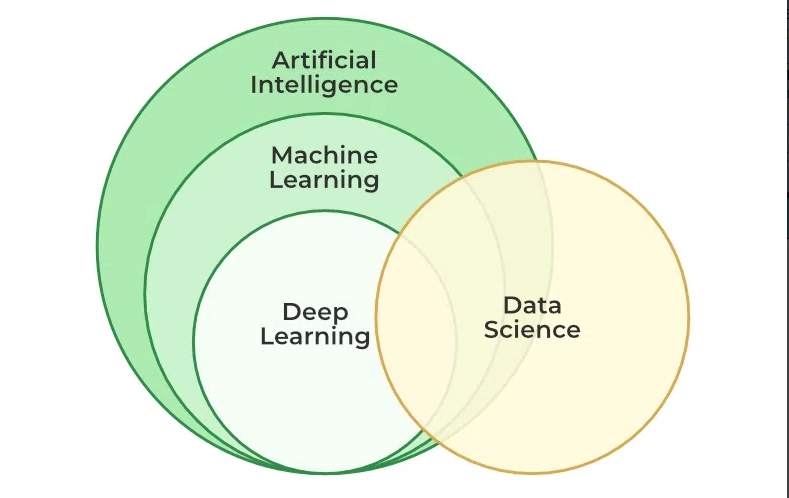 Artificial
Intelligence
Machine
Learning
Deep
Learning
Data
Science